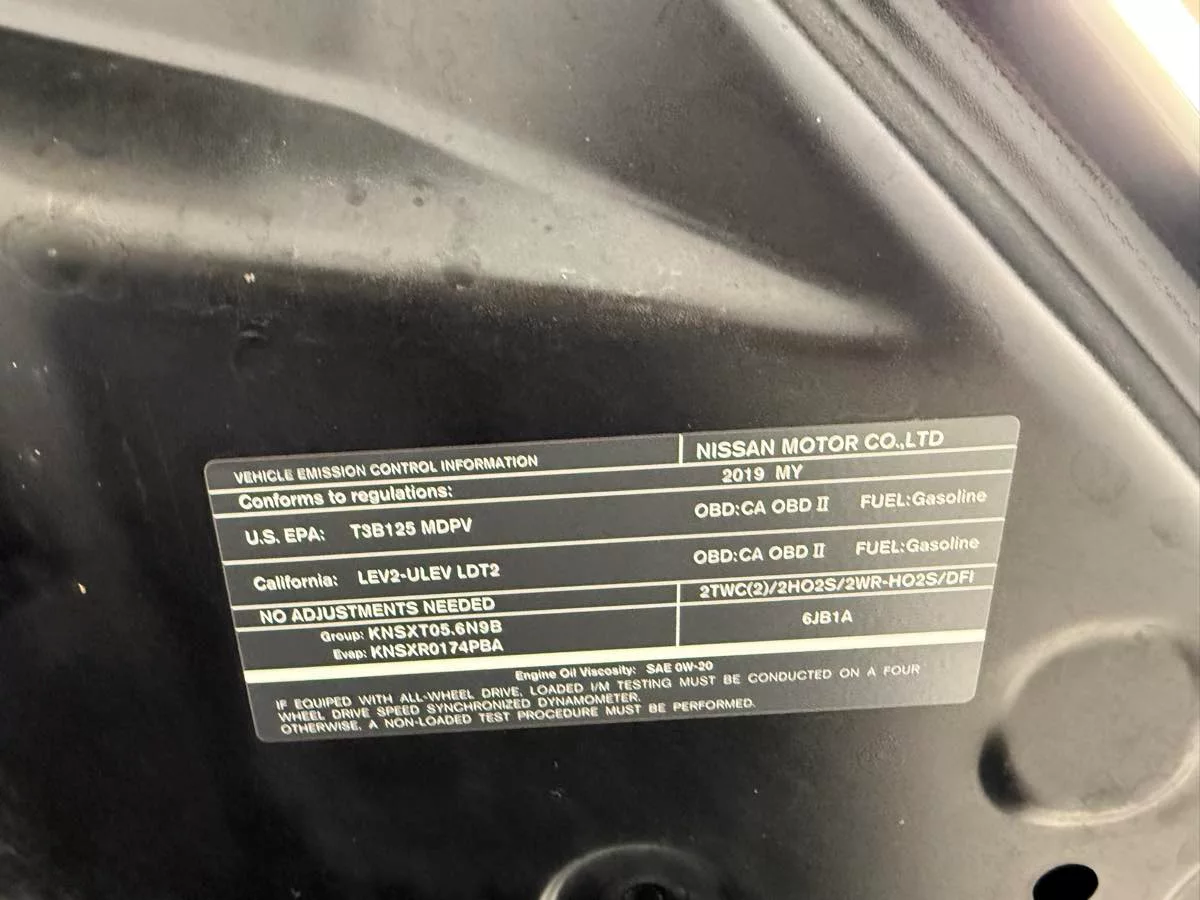 VEHICLE EMISSION CONTROL INFORMATION
NISSAN MOTOR CO.,LTD
Conforms to regulations:
2019 MY
U.S. EPA: T3B125 MDPV
OBD:CA OBD II FUEL:Gasoline
California: LEV2-ULEV LDT2
OBD:CA OBD II FUEL:Gasoline
NO ADJUSTMENTS NEEDED
2TWC(2)/2HO2S/2WR-HO2S/DFI
Group: KNSXT05.6N9B
Evap: KNSXR0174PBA
6JB1A
Engine Oil Viscosity: SAE 0W-20
IF EQUIPED WITH ALL-WHEEL DRIVE, LOADED I/M TESTING MUST BE CONDUCTED ON A FOUR
WHEEL DRIVE SPEED SYNCHRONIZED DYNAMOMETER.
OTHERWISE, A NON-LOADED TEST PROCEDURE MUST BE PERFORMED.